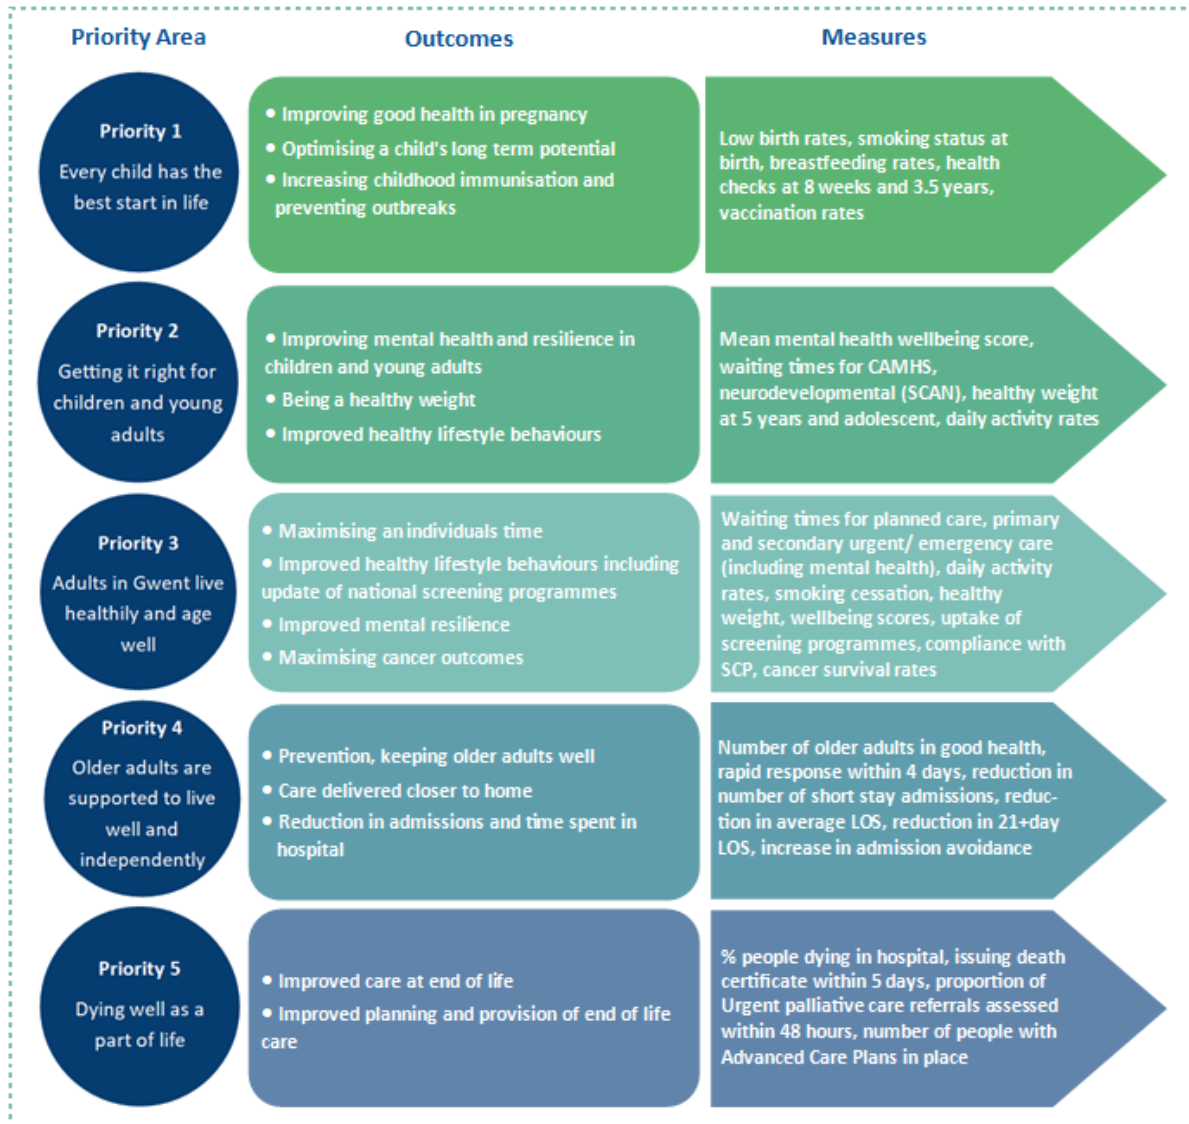 Priority Area
Outcomes
Measures
Priority 1
Every child has the
best start in life
• Improving good health in pregnancy
• Optimising a child's long term potential
• Increasing childhood immunisation and
preventing outbreaks
Low birth rates, smoking status at
birth, breastfeeding rates, health
checks at 8 weeks and 3.5 years,
vaccination rates
Priority 2
Getting it right for
children and young
adults
• Improving mental health and resilience in
children and young adults
• Being a healthy weight
• Improved healthy lifestyle behaviours
Mean mental health wellbeing score,
waiting times for CAMHS,
neurodevelopmental (SCAN), healthy weight
at 5 years and adolescent, daily activity rates
Priority 3
Adults in Gwent live
healthily and age
well
• Maximising an individuals time
• Improved healthy lifestyle behaviours including
update of national screening programmes
• Improved mental resilience
• Maximising cancer outcomes
Waiting times for planned care, primary
and secondary urgent/ emergency care
(including mental health), daily activity
rates, smoking cessation, healthy
weight, wellbeing scores, uptake of
screening programmes, compliance with
SCP, cancer survival rates
Priority 4
Older adults are
supported to live
well and
independently
• Prevention, keeping older adults well
• Care delivered closer to home
• Reduction in admissions and time spent in
hospital
Number of older adults in good health,
rapid response within 4 days, reduction in
number of short stay admissions, reduc-
tion in average LOS, reduction in 21+day
LOS, increase in admission avoidance
Priority 5
Dying well as a
part of life
• Improved care at end of life
• Improved planning and provision of end of life
care
% people dying in hospital, issuing death
certificate within 5 days, proportion of
Urgent palliative care referrals assessed
within 48 hours, number of people with
Advanced Care Plans in place